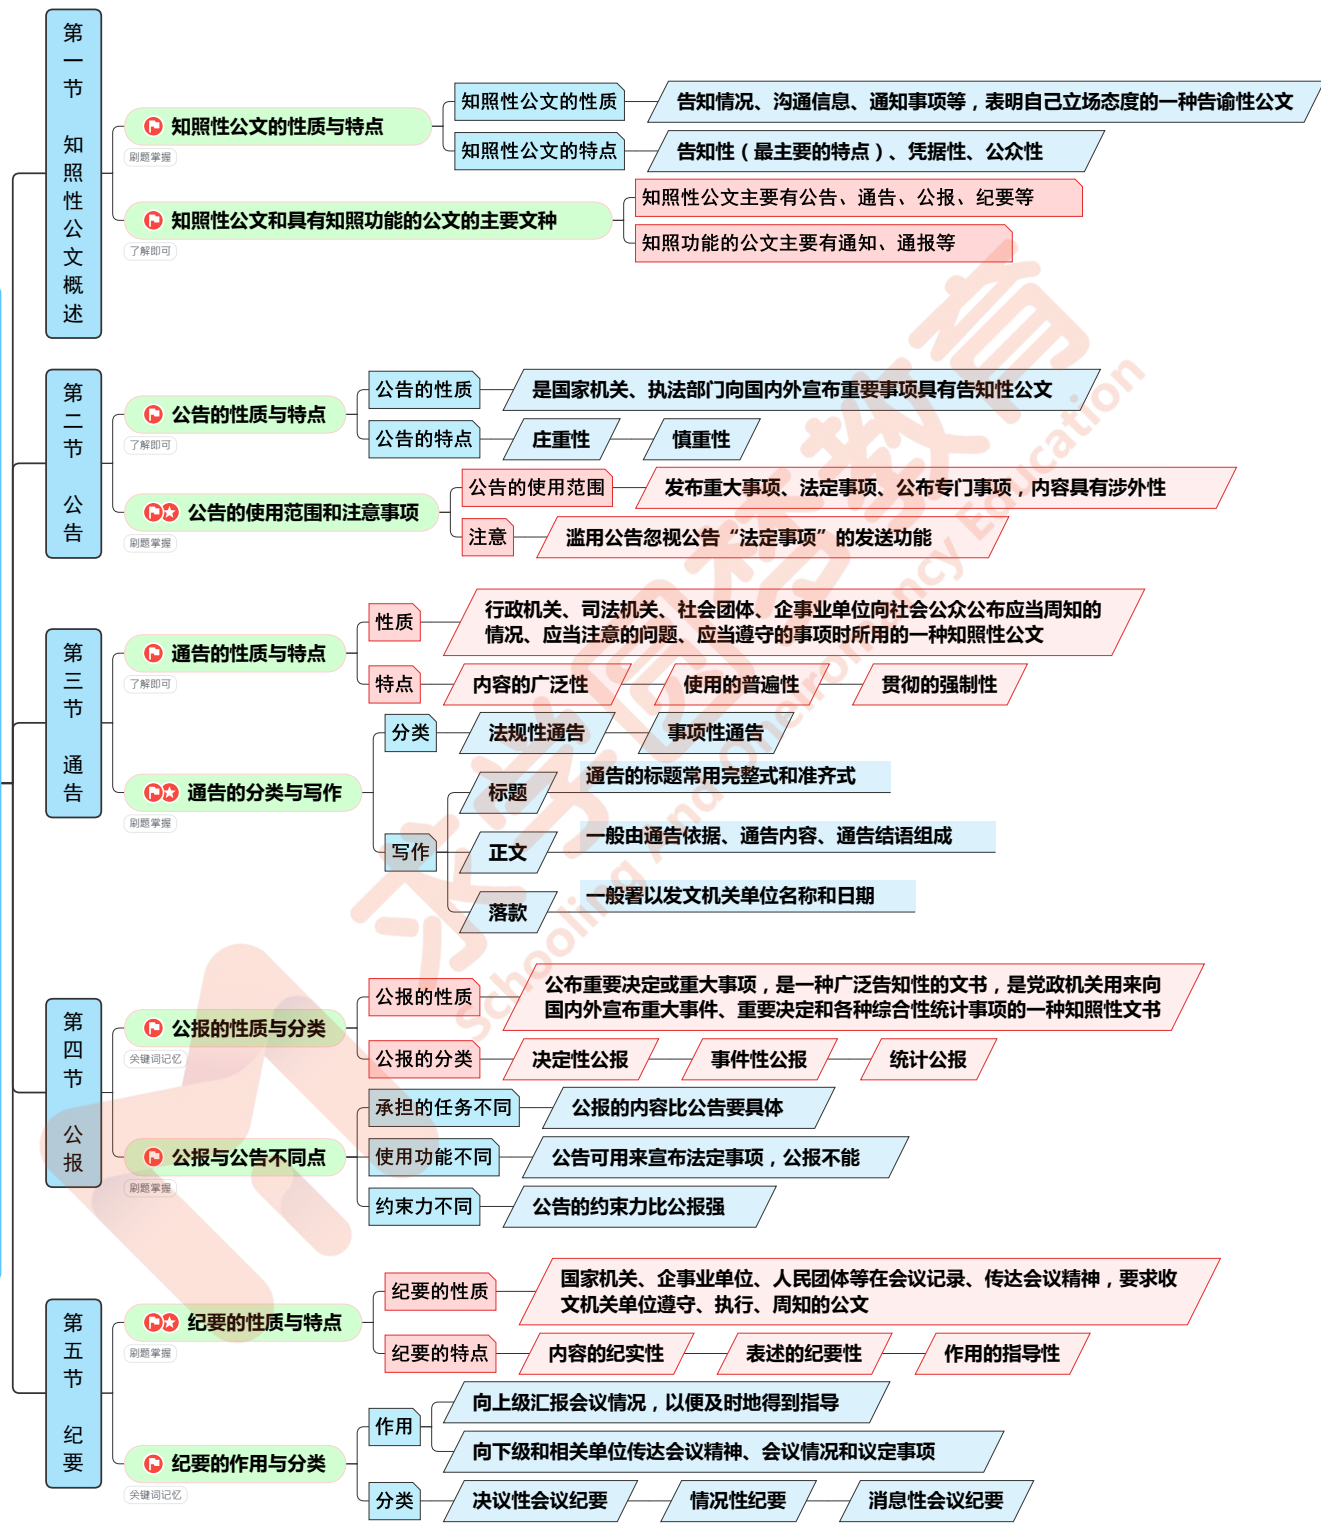 第一节 知照性公文概述
知照性公文的性质与特点
刷题掌握
知照性公文的性质
告知情况、沟通信息、通知事项等，表明自己立场态度的一种告谕性公文
知照性公文的特点
告知性（最主要的特点）、凭据性、公众性
知照性公文和具有知照功能的公文的主要文种
了解即可
知照性公文主要有公告、通告、公报、纪要等
知照功能的公文主要有通知、通报等
第二节 公告
公告的性质与特点
了解即可
公告的性质
是国家机关、执法部门向国内外宣布重要事项具有告知性公文
公告的特点
庄重性
慎重性
公告的使用范围和注意事项
刷题掌握
公告的使用范围
发布重大事项、法定事项、公布专门事项，内容具有涉外性
注意
滥用公告忽视公告“法定事项”的发送功能
第三节 通告
通告的性质与特点
了解即可
性质
行政机关、司法机关、社会团体、企事业单位向社会公众公布应当周知的
情况、应当注意的问题、应当遵守的事项时所用的一种知照性公文
特点
内容的广泛性
使用的普遍性
贯彻的强制性
通告的分类与写作
刷题掌握
分类
法规性通告
事项性通告
写作
标题
通告的标题常用完整式和准齐式
正文
一般由通告依据、通告内容、通告结语组成
落款
一般署以发文机关单位名称和日期
第四节 公报
公报的性质与分类
关键词记忆
公报的性质
公布重要决定或重大事项，是一种广泛告知性的文书，是党政机关用来向
国内外宣布重大事件、重要决定和各种综合性统计事项的一种知照性文书
公报的分类
决定性公报
事件性公报
统计公报
公报与公告不同点
刷题掌握
承担的任务不同
公报的内容比公告要具体
使用功能不同
公告可用来宣布法定事项，公报不能
约束力不同
公告的约束力比公报强
第五节 纪要
纪要的性质与特点
刷题掌握
纪要的性质
国家机关、企事业单位、人民团体等在会议记录、传达会议精神，要求收
文机关单位遵守、执行、周知的公文
纪要的特点
内容的纪实性
表述的纪要性
作用的指导性
纪要的作用与分类
关键词记忆
作用
向上级汇报会议情况，以便及时地得到指导
向下级和相关单位传达会议精神、会议情况和议定事项
分类
决议性会议纪要
情况性纪要
消息性会议纪要
求学圆梦教育
Schooling And Oneiromancy Education